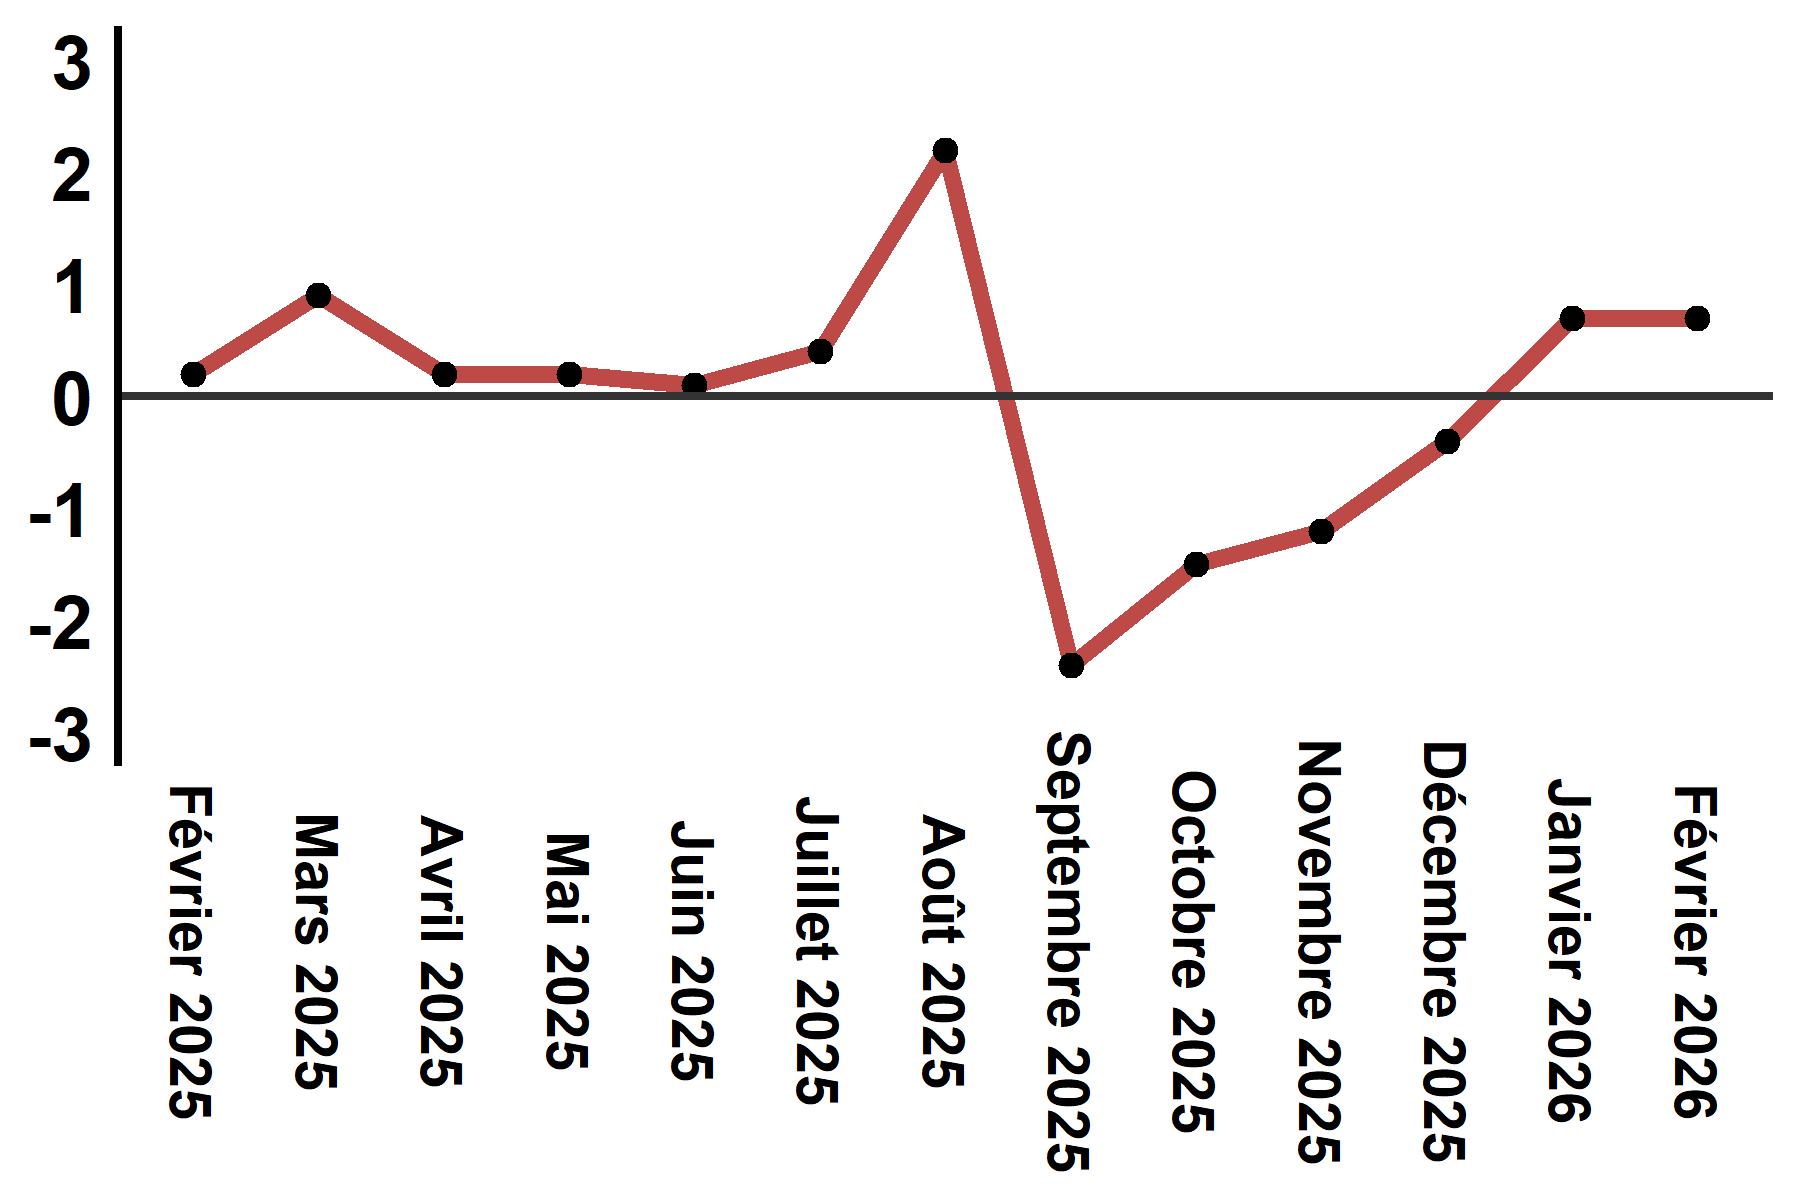 3
2
1
0
-1
-2
-3
Février 2025
Mars 2025
Avril 2025
Mai 2025
Juin 2025
Juillet 2025
Août 2025
Septembre 2025
Octobre 2025
Novembre 2025
Décembre 2025
Janvier 2026
Février 2026